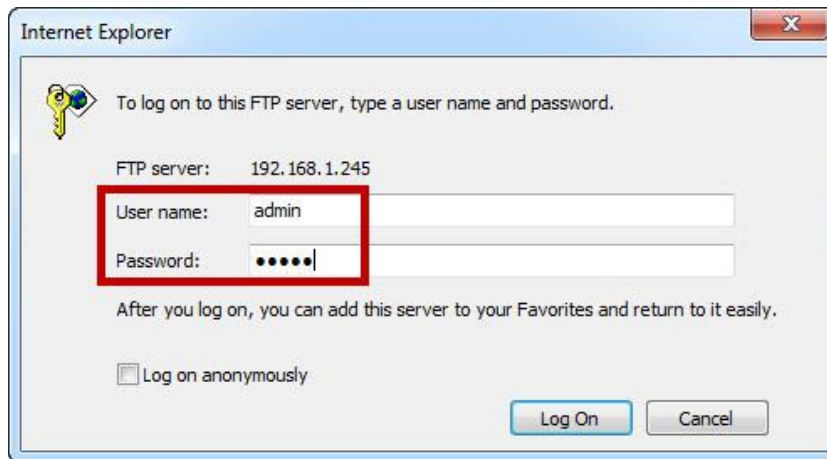 Internet Explorer
To log on to this FTP server, type a user name and password.
FTP server: 192.168.1.245
User name: admin
Password: •••••
After you log on, you can add this server to your Favorites and return to it easily.
Log on anonymously
Log On Cancel